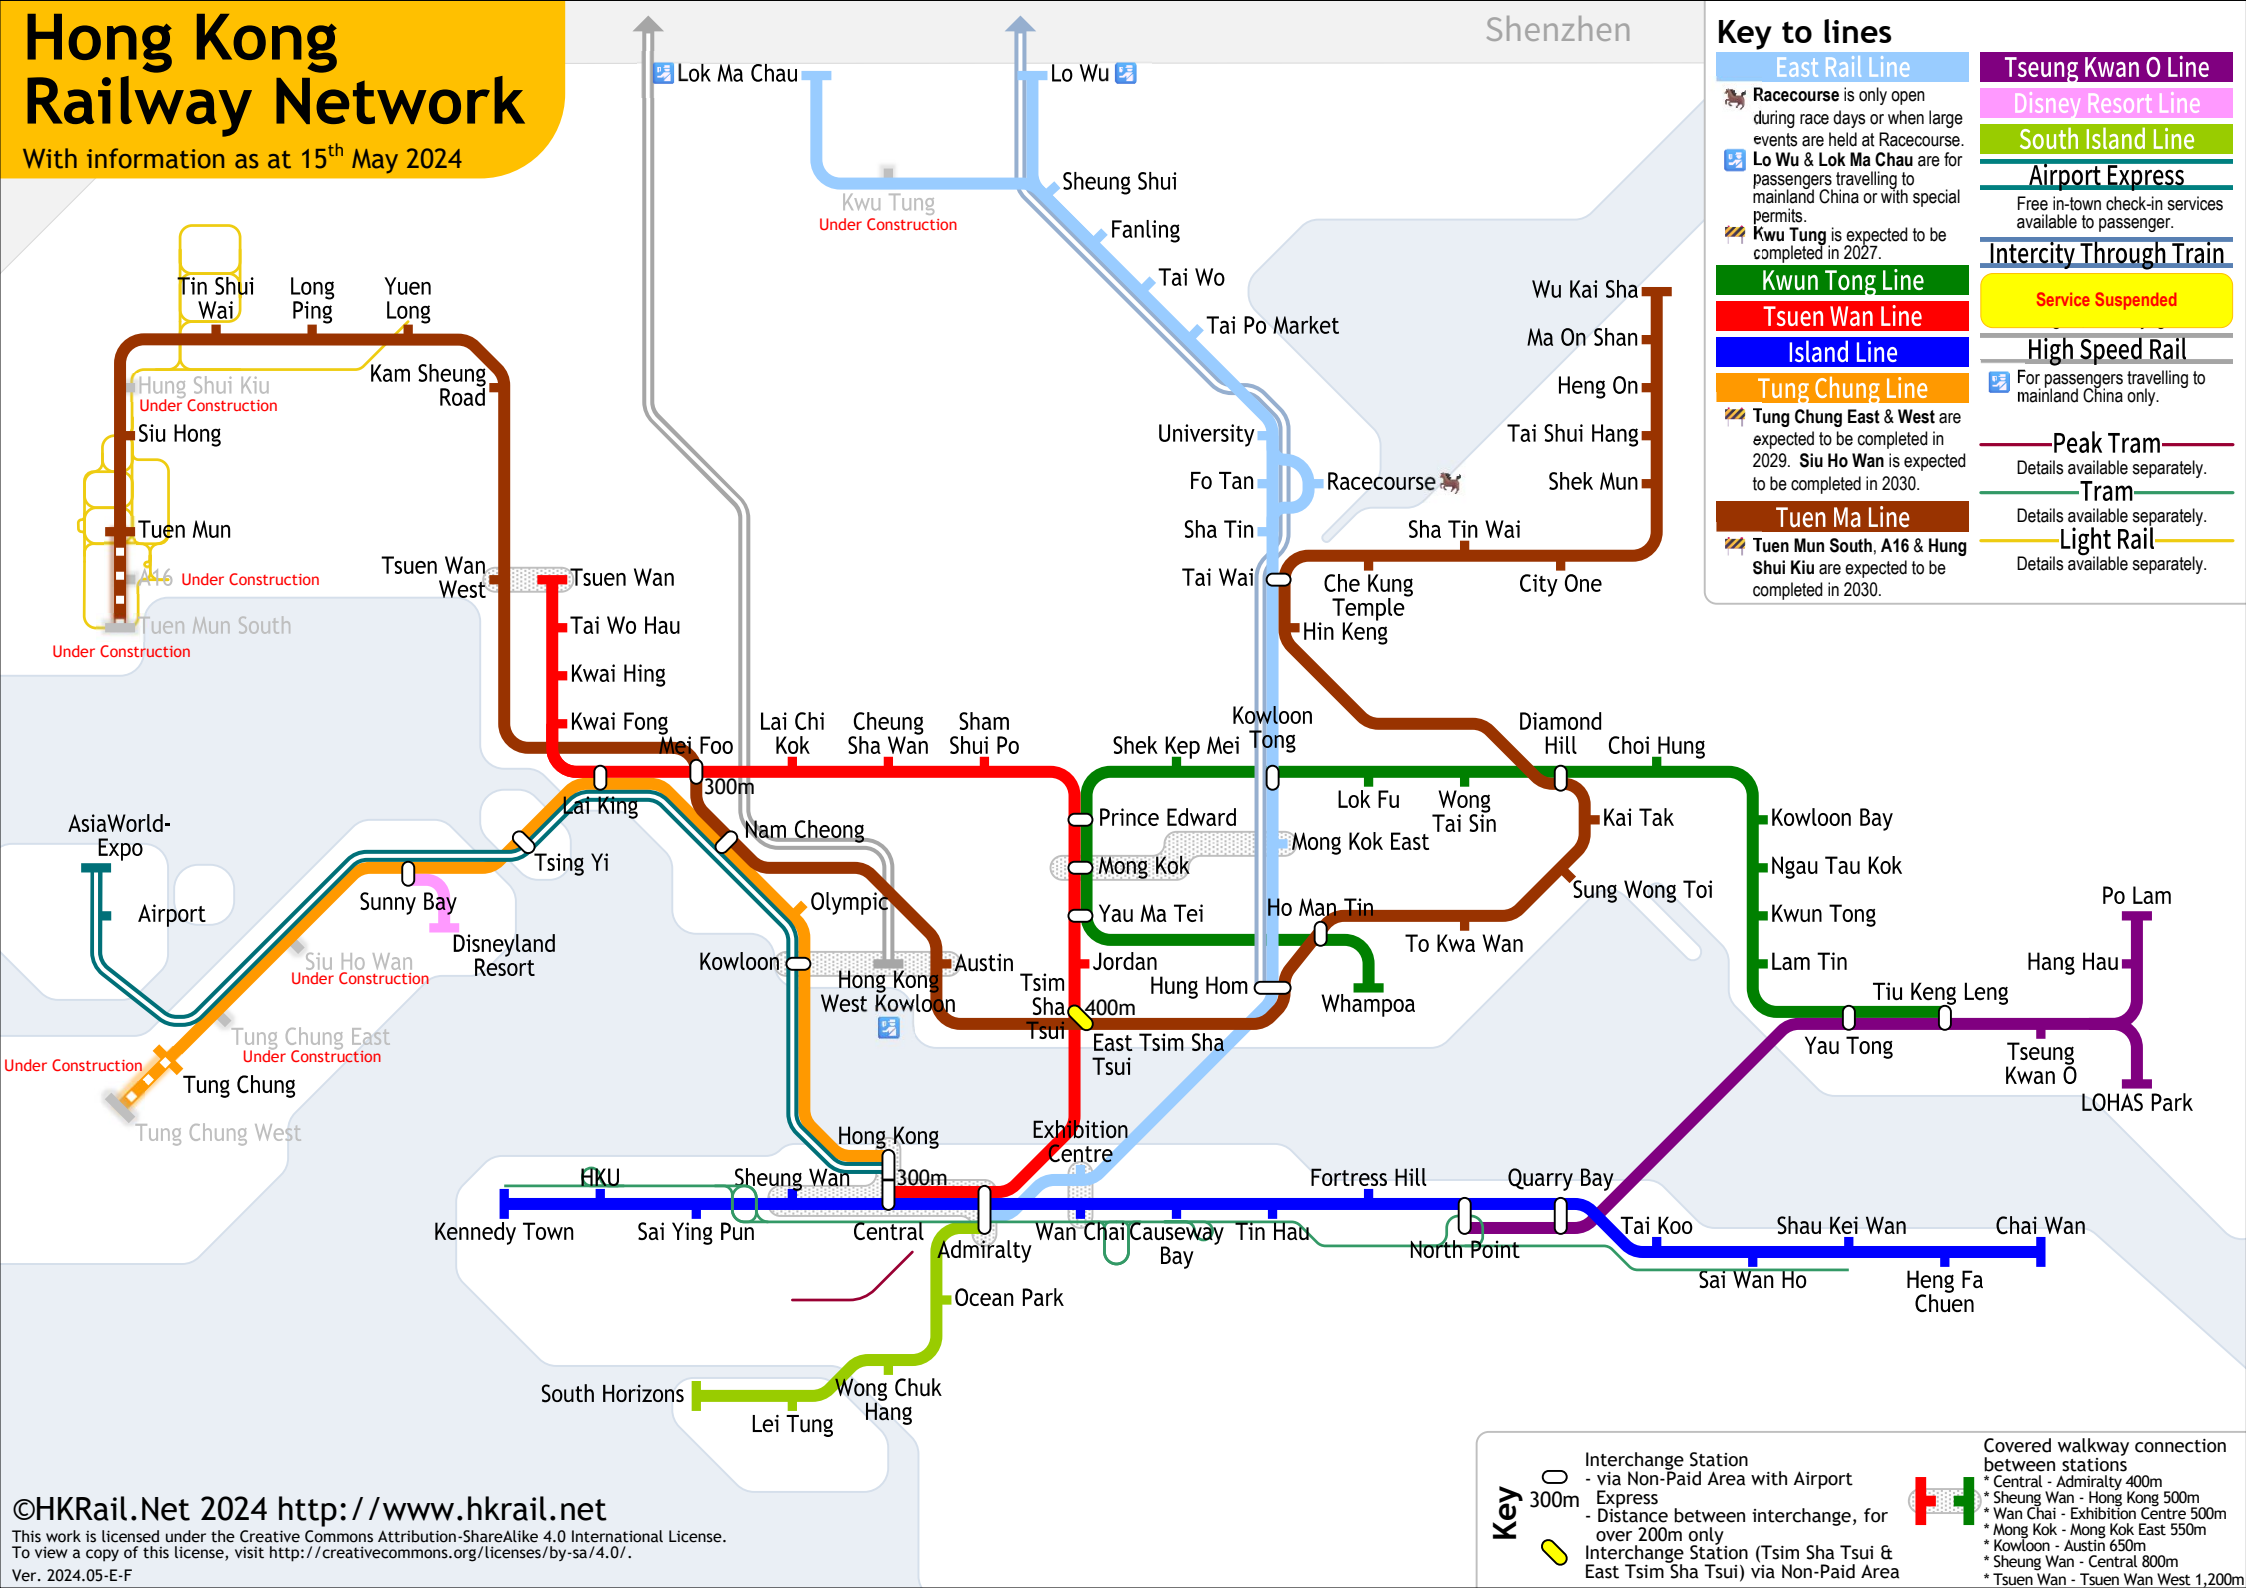 Hong Kong
Railway Network
With information as at 15th May 2024
Shenzhen
Lok Ma Chau
Lo Wu
Kwu Tung
Under Construction
Sheung Shui
Fanling
Tai Wo
Tai Po Market
University
Fo Tan
Racecourse
Sha Tin
Tai Wai
Wu Kai Sha
Ma On Shan
Heng On
Tai Shui Hang
Shek Mun
Sha Tin Wai
Che Kung
Temple
City One
Hin Keng
Tin Shui
Wai
Long
Ping
Yuen
Long
Kam Sheung
Road
Hung Shui Kiu
Under Construction
Siu Hong
Tuen Mun
A16
Under Construction
Tuen Mun South
Under Construction
Tsuen Wan
West
Tsuen Wan
Tai Wo Hau
Kwai Hing
Kwai Fong
Mei Foo
300m
Lai Chi
Kok
Cheung
Sha Wan
Sham
Shui Po
Shek Kep Mei
Kowloon
Tong
Diamond
Hill
Choi Hung
Lok Fu
Wong
Tai Sin
Kai Tak
Kowloon Bay
Ngau Tau Kok
Kwun Tong
Lam Tin
Sung Wong Toi
Lai King
Nam Cheong
Prince Edward
Mong Kok
Mong Kok East
Yau Ma Tei
Ho Man Tin
To Kwa Wan
Whampoa
Hung Hom
Jordan
Tsim
Sha
Tsui
400m
East Tsim Sha
Tsui
Austin
Hong Kong
West Kowloon
Kowloon
Olympic
AsiaWorld-
Expo
Airport
Tsing Yi
Sunny Bay
Disneyland
Resort
Siu Ho Wan
Under Construction
Tung Chung East
Under Construction
Under Construction
Tung Chung
Tung Chung West
Po Lam
Hang Hau
Tiu Keng Leng
Yau Tong
Tseung
Kwan O
LOHAS Park
Hong Kong
300m
Exhibition
Centre
HKU
Sheung Wan
Kennedy Town
Sai Ying Pun
Central
Admiralty
Wan Chai
Causeway
Bay
Tin Hau
Fortress Hill
North Point
Quarry Bay
Tai Koo
Sai Wan Ho
Shau Kei Wan
Heng Fa
Chuen
Chai Wan
Ocean Park
Wong Chuk
Hang
Lei Tung
South Horizons
Key to lines
East Rail Line
Racecourse is only open
during race days or when large
events are held at Racecourse.
Lo Wu & Lok Ma Chau are for
passengers travelling to
mainland China or with special
permits.
Kwu Tung is expected to be
completed in 2027.
Kwun Tong Line
Tsuen Wan Line
Island Line
Tung Chung Line
Tung Chung East & West are
expected to be completed in
2029. Siu Ho Wan is expected
to be completed in 2030.
Tuen Ma Line
Tuen Mun South, A16 & Hung
Shui Kiu are expected to be
completed in 2030.
Tseung Kwan O Line
Disney Resort Line
South Island Line
Airport Express
Free in-town check-in services
available to passenger.
Intercity Through Train
Service Suspended
High Speed Rail
For passengers travelling to
mainland China only.
Peak Tram
Details available separately.
Tram
Details available separately.
Light Rail
Details available separately.
Key
Interchange Station
- via Non-Paid Area with Airport
Express
300m
- Distance between interchange, for
over 200m only
Interchange Station (Tsim Sha Tsui &
East Tsim Sha Tsui) via Non-Paid Area
Covered walkway connection
between stations
* Central - Admiralty 400m
* Sheung Wan - Hong Kong 500m
* Wan Chai - Exhibition Centre 500m
* Mong Kok - Mong Kok East 550m
* Kowloon - Austin 650m
* Sheung Wan - Central 800m
* Tsuen Wan - Tsuen Wan West 1,200m
©HKRail.Net 2024 http://www.hkrail.net
This work is licensed under the Creative Commons Attribution-ShareAlike 4.0 International License.
To view a copy of this license, visit http://creativecommons.org/licenses/by-sa/4.0/.
Ver. 2024.05-E-F